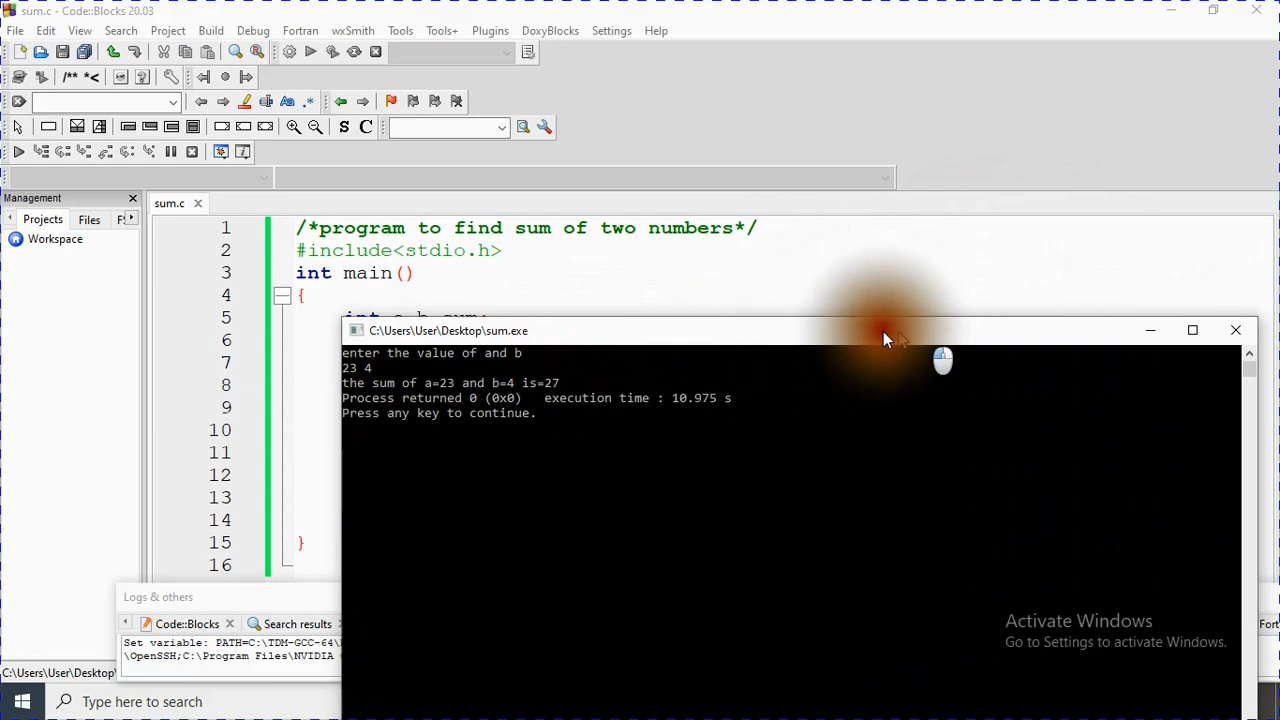 sum.c - Code::Blocks 20.03
File Edit View Search Project Build Debug Fortran wxSmith Tools Tools+ Plugins DoxyBlocks Settings Help
/** *<
S C
Management
Projects Files
Workspace
sum.c
1 /*program to find sum of two numbers*/
2 #include<stdio.h>
3 int main()
4 {
5
6
7
8
9
10
11
12
13
14
15 }
16
C:\Users\User\Desktop\sum.exe
enter the value of and b
23 4
the sum of a=23 and b=4 is=27
Process returned 0 (0x0) execution time : 10.975 s
Press any key to continue.
Logs & others
Code::Blocks Search results
Set variable: PATH=C:\TDM-GCC-64\
\OpenSSH;C:\Program Files\NVIDIA
Activate Windows
Go to Settings to activate Windows.
Fort
C:\Users\User\Desktop\
Type here to search